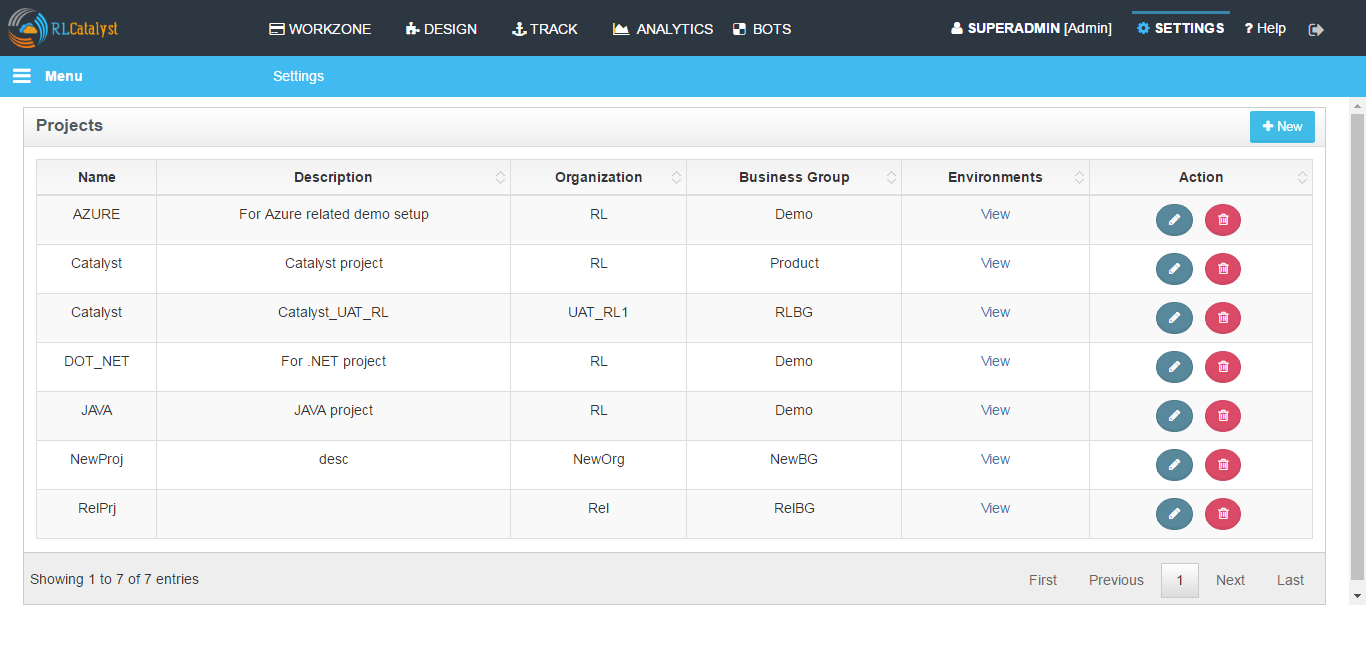 RLCatalyst WORKZONE DESIGN TRACK ANALYTICS BOTS SUPERADMIN [Admin] SETTINGS ? Help
Menu Settings
Projects New
Name Description Organization Business Group Environments Action
AZURE For Azure related demo setup RL Demo View
Catalyst Catalyst project RL Product View
Catalyst Catalyst_UAT_RL UAT_RL1 RLBG View
DOT_NET For .NET project RL Demo View
JAVA JAVA project RL Demo View
NewProj desc NewOrg NewBG View
RelPrj Rel RelBG View
Showing 1 to 7 of 7 entries First Previous 1 Next Last